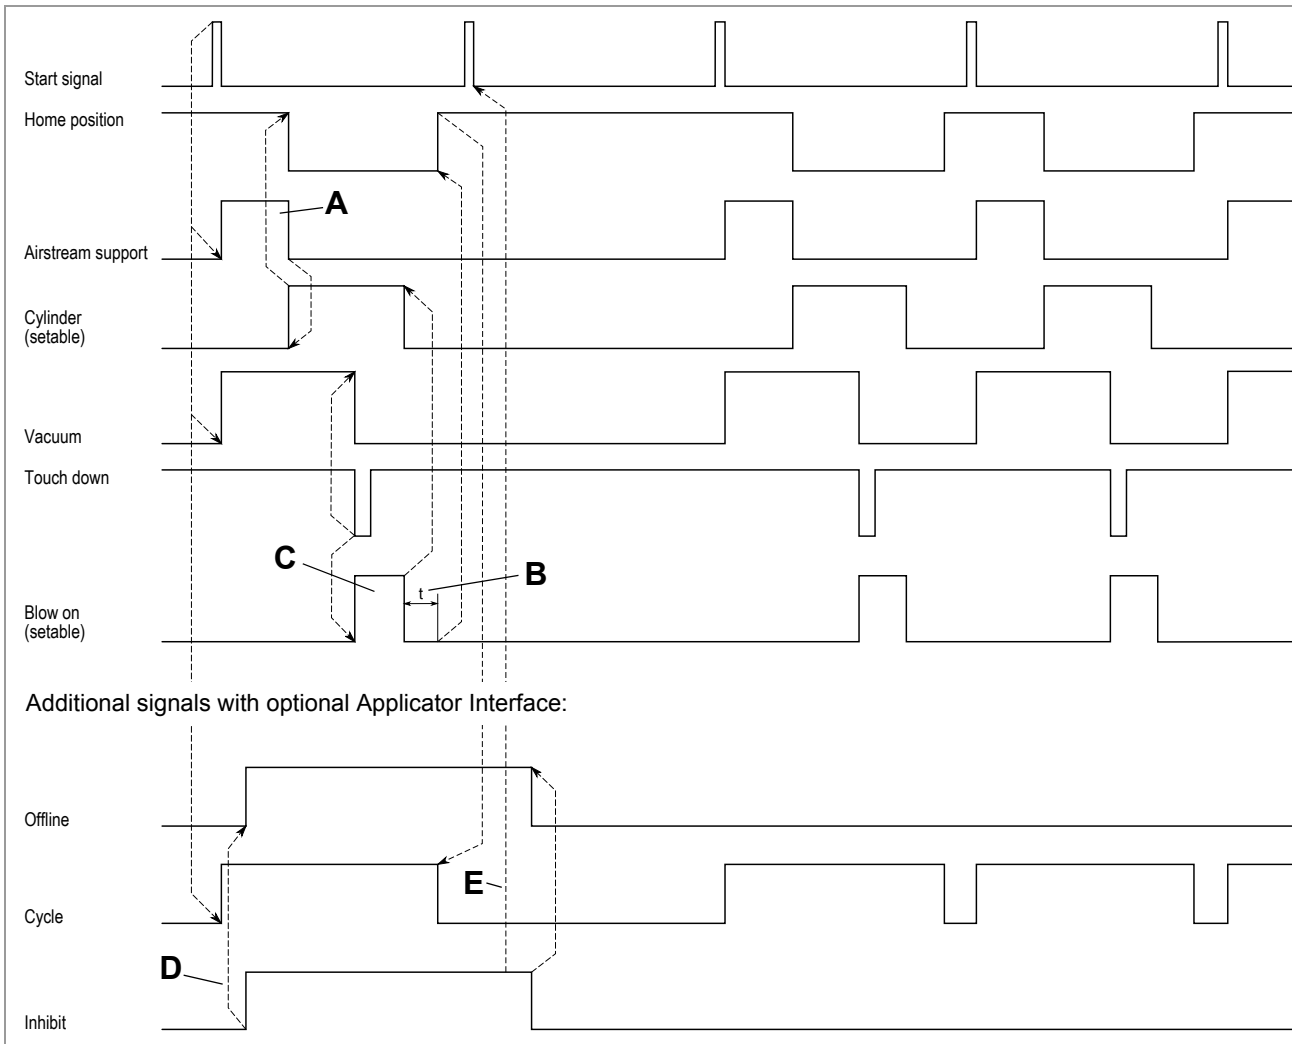 Start signal
Home position
A
Airstream support
Cylinder
(setable)
Vacuum
Touch down
C
B
t
Blow on
(setable)
Additional signals with optional Applicator Interface:
Offline
E
Cycle
D
Inhibit